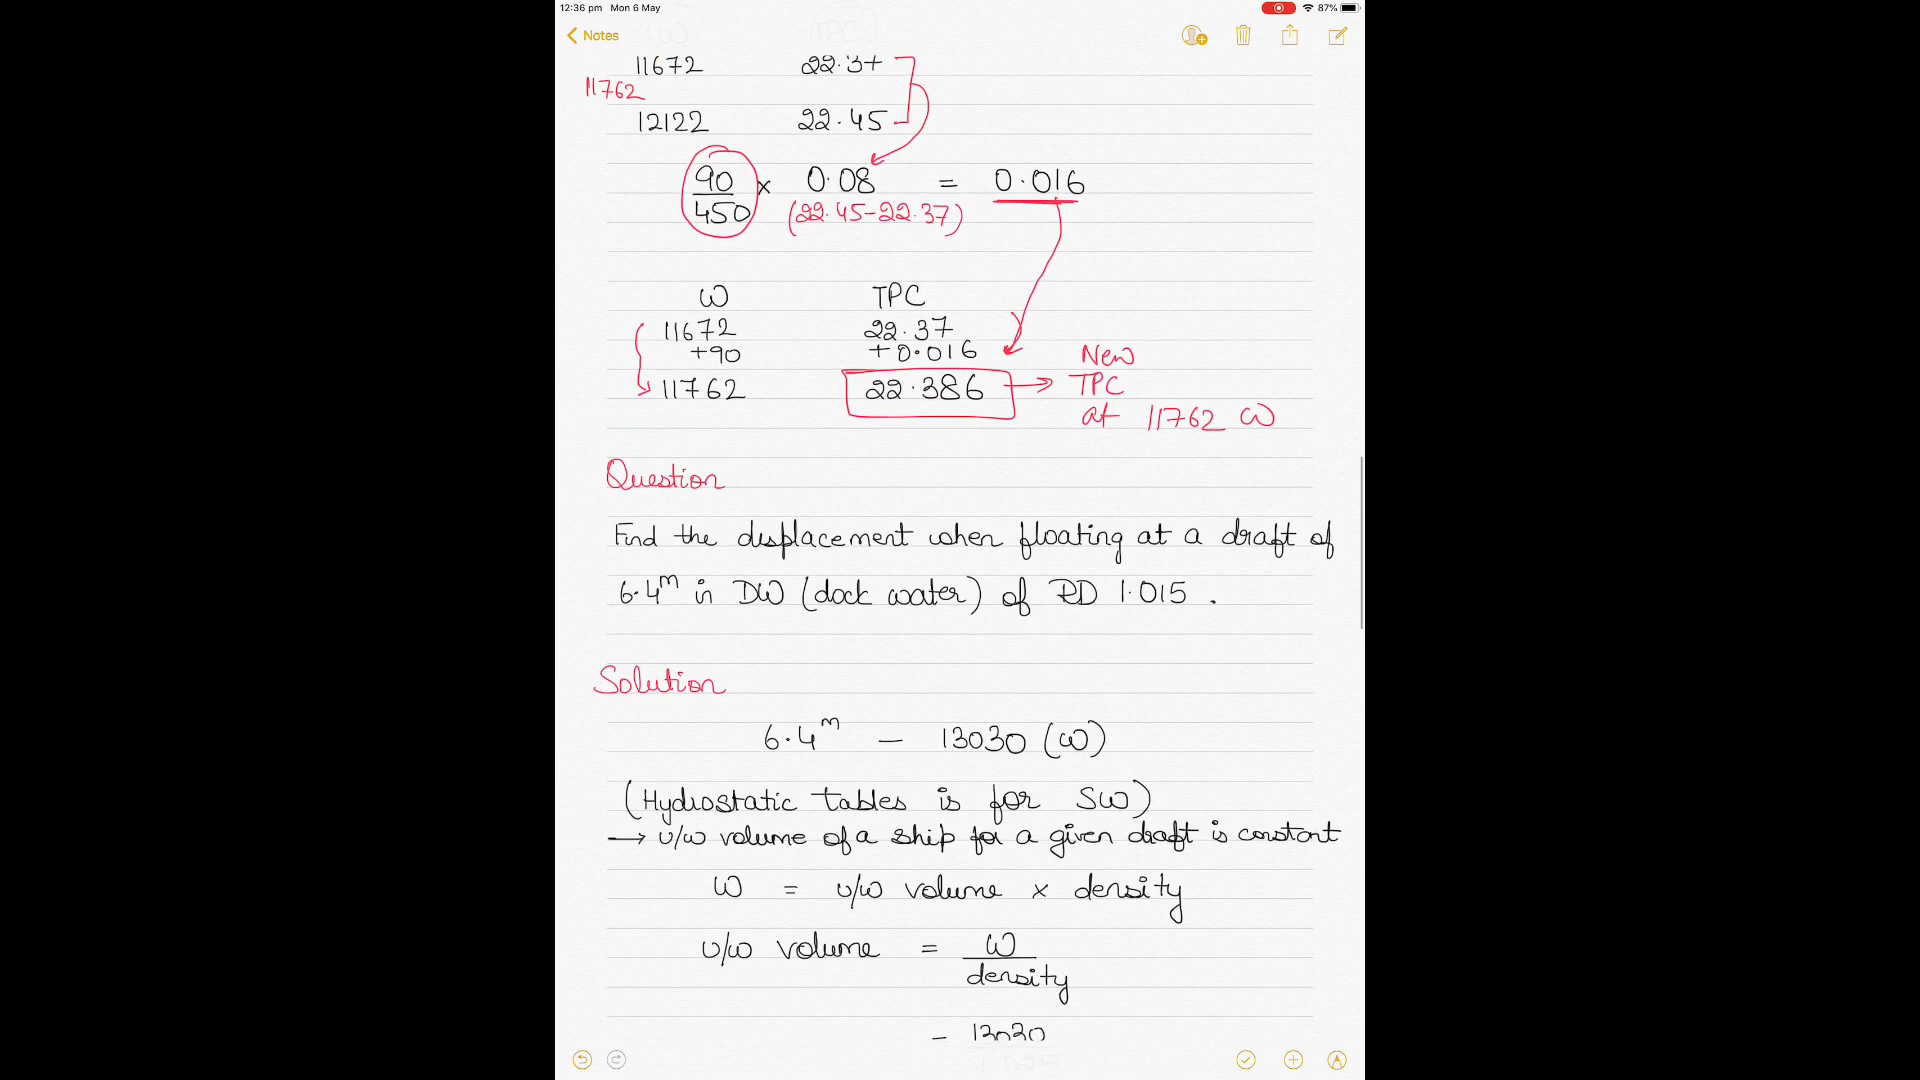 12:36 pm Mon 6 May 87%
Notes
11672 22.37
11762
12122 22.45
90 × 0.08 = 0.016
450 (22.45-22.37)
W TPC
11672 22.37
+90 +0.016 New
11762 22.386 → TPC
at 11762 W
Question
Find the displacement when floating at a draft of
6.4m in DW (dock water) of RD 1.015 .
Solution
6.4m — 13030 (W)
(Hydrostatic tables is for SW)
→ u/w volume of a ship for a given draft is constant
W = u/w volume × density
u/w volume = W
density